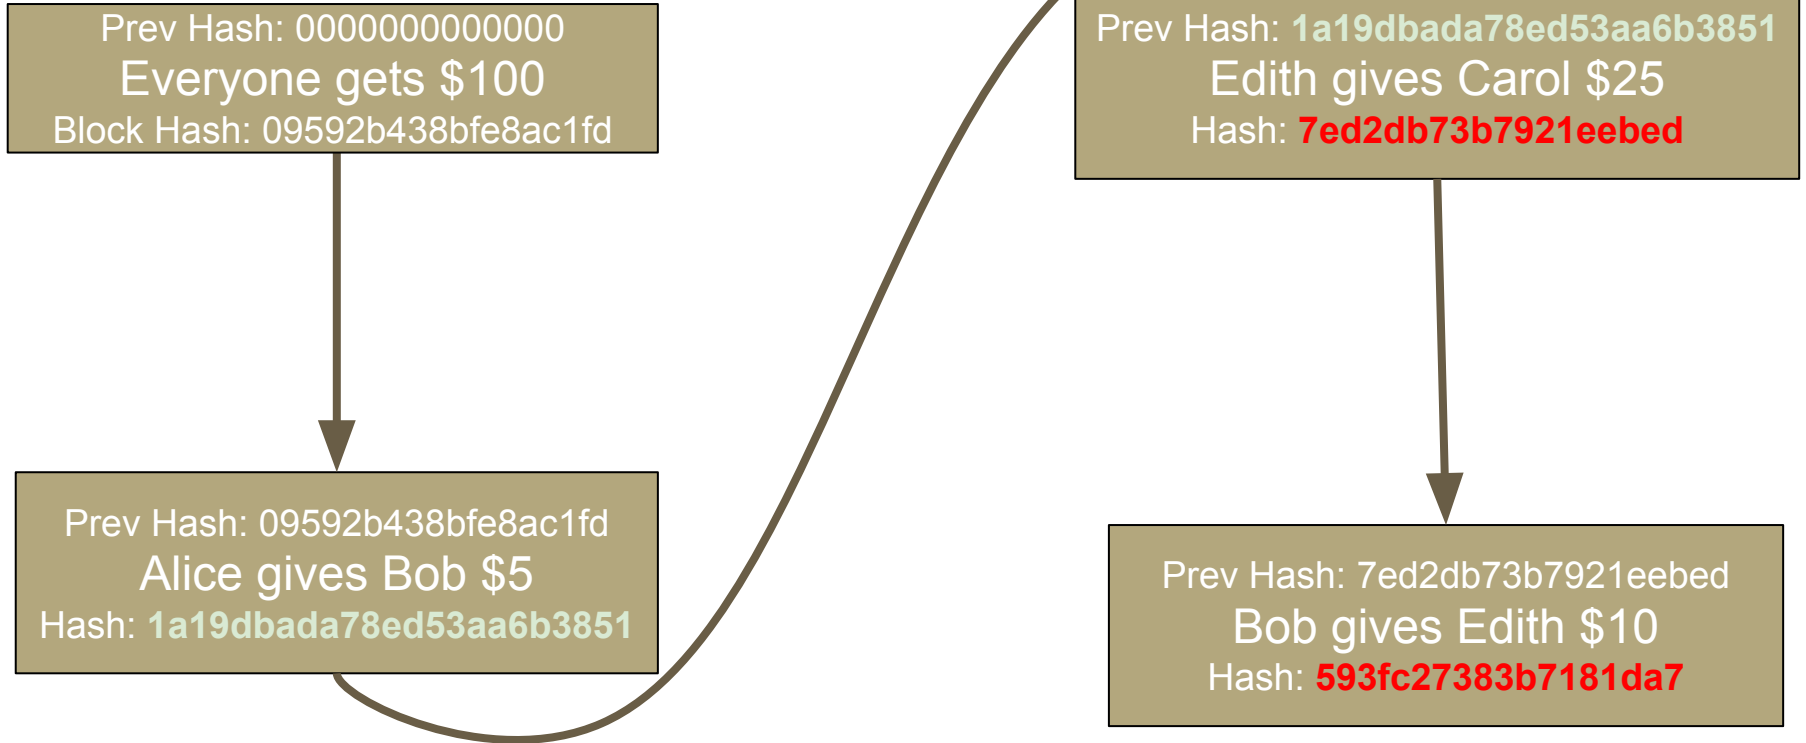 Prev Hash: 0000000000000
Everyone gets $100
Block Hash: 09592b438bfe8ac1fd
Prev Hash: 09592b438bfe8ac1fd
Alice gives Bob $5
Hash: 1a19dbada78ed53aa6b3851
Prev Hash: 1a19dbada78ed53aa6b3851
Edith gives Carol $25
Hash: 7ed2db73b7921eebed
Prev Hash: 7ed2db73b7921eebed
Bob gives Edith $10
Hash: 593fc27383b7181da7